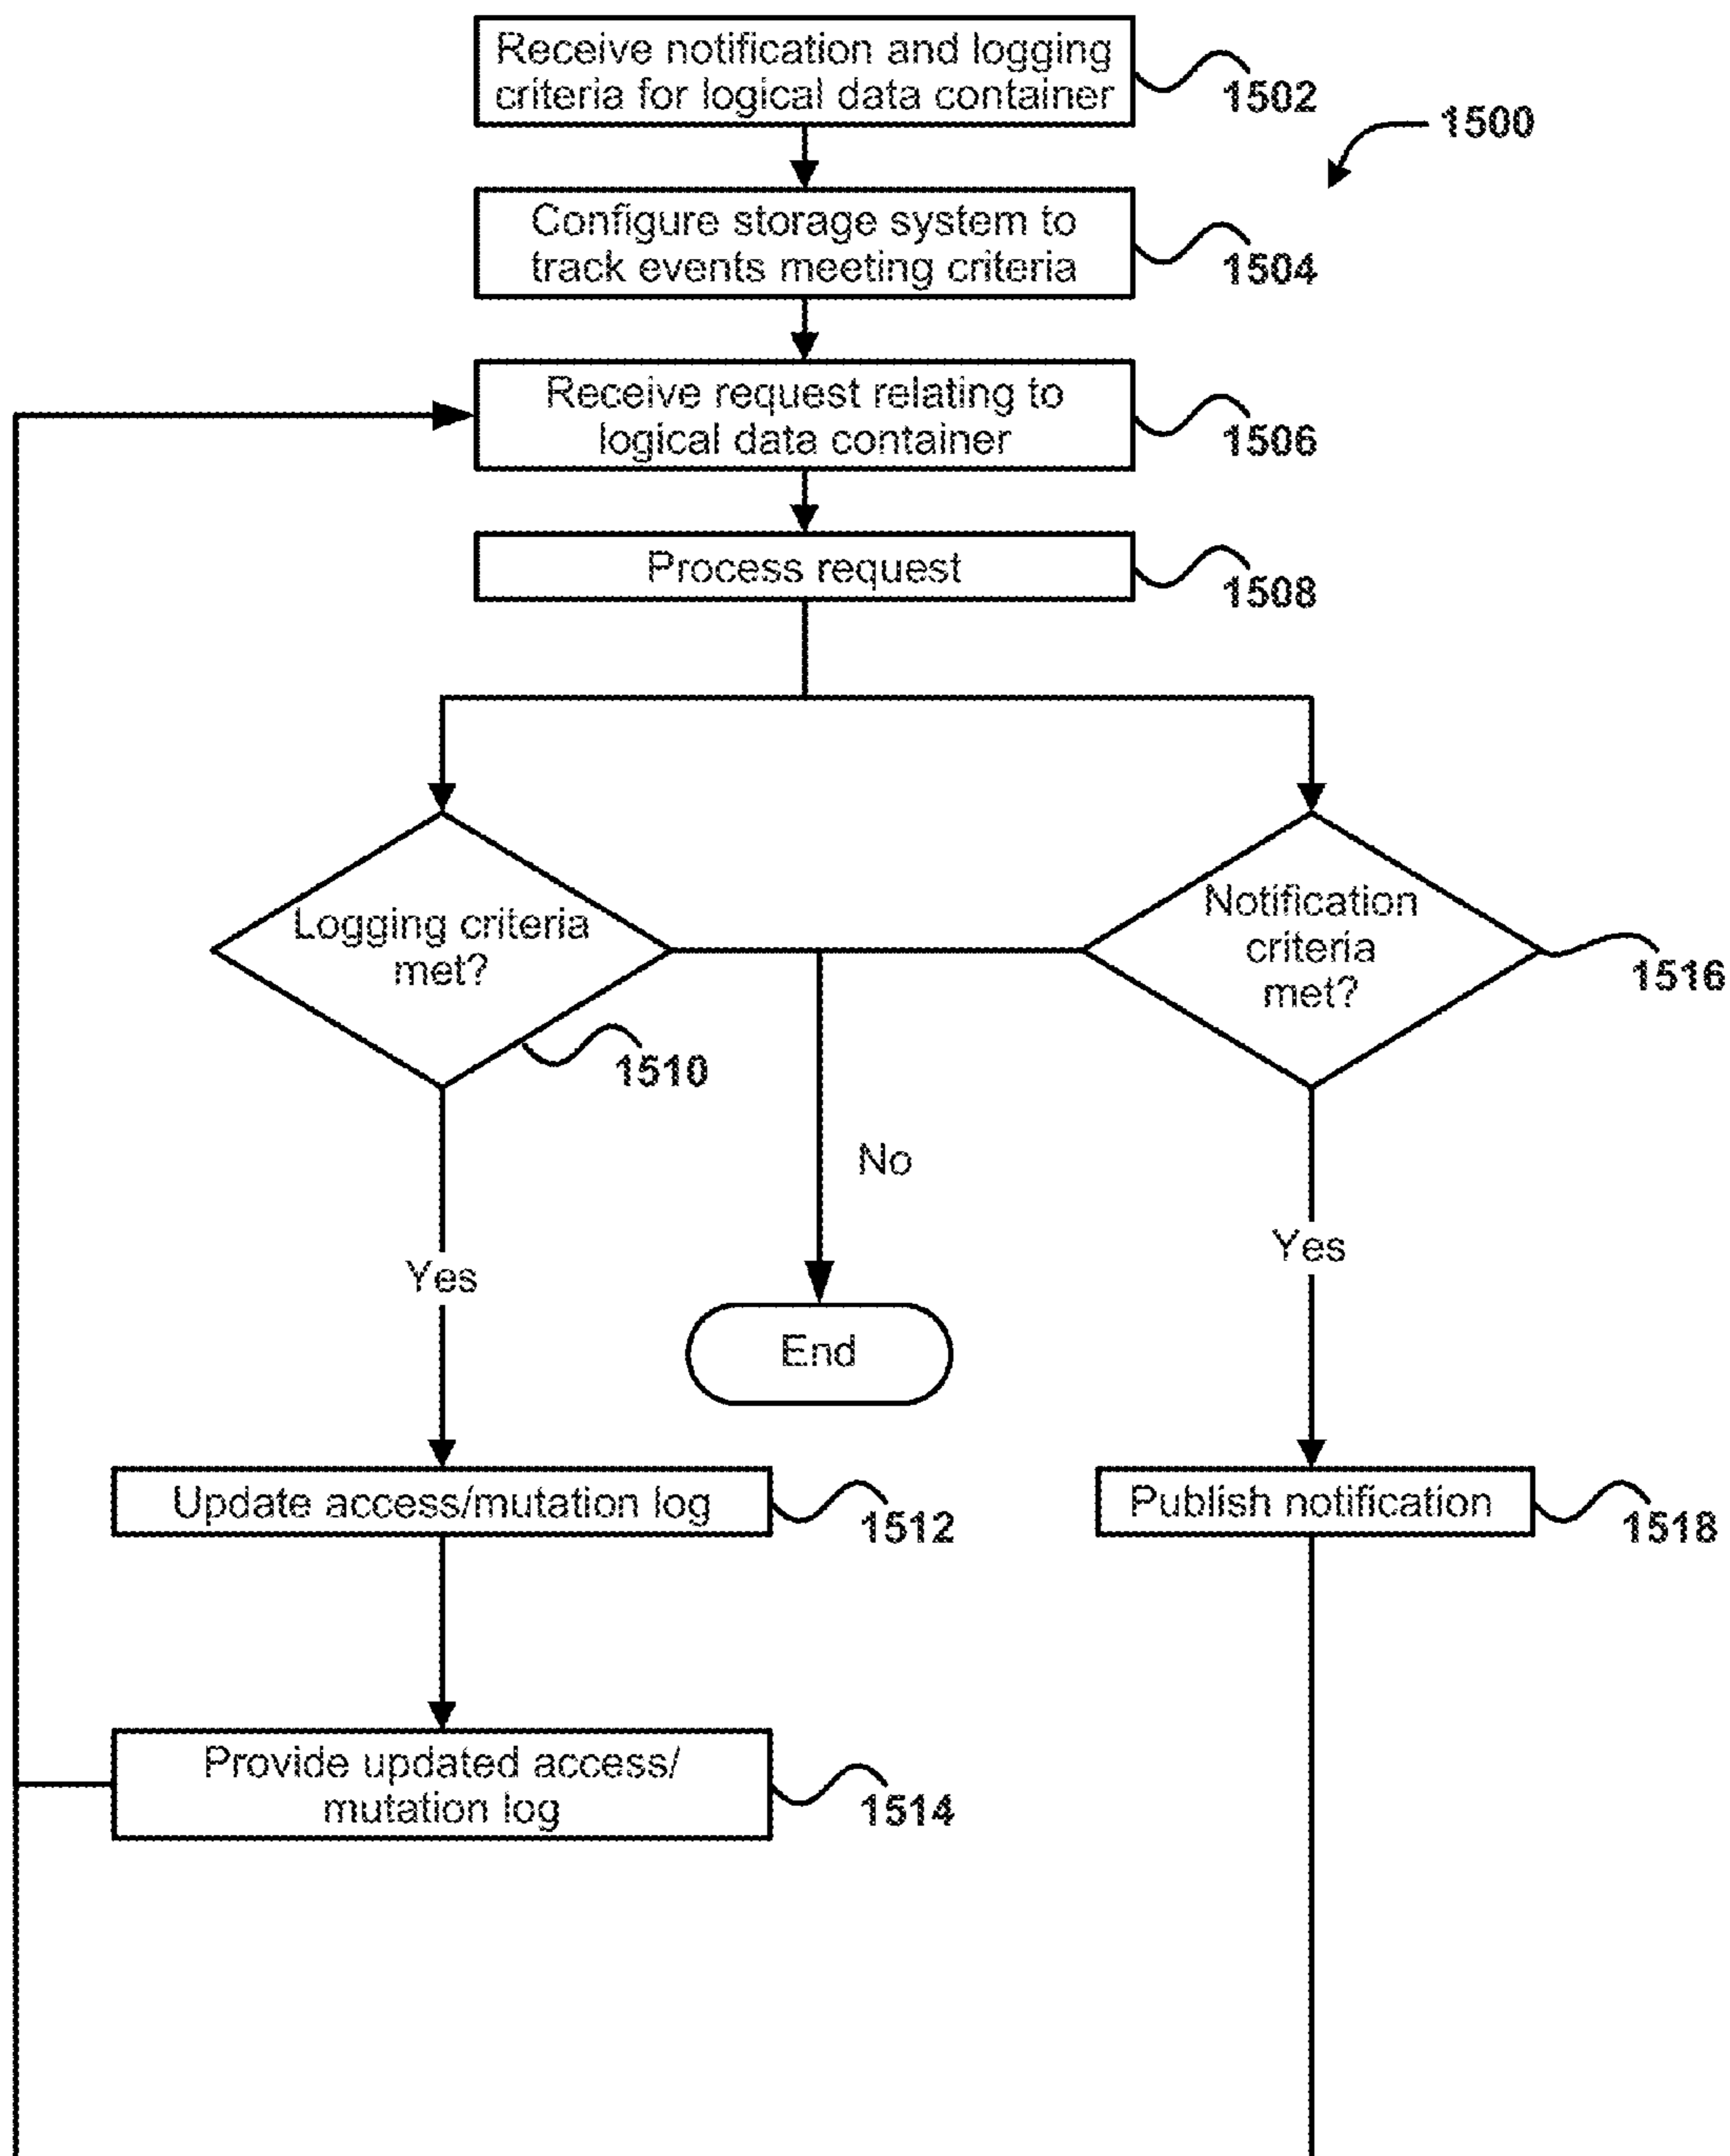 Receive notification and logging
criteria for logical data container
1502
1500
Configure storage system to
track events meeting criteria
1504
Receive request relating to
logical data container
1506
Process request
1508
Logging criteria
met?
1510
Notification
criteria
met?
1516
No
Yes
Yes
End
Update access/mutation log
1512
Publish notification
1518
Provide updated access/
mutation log
1514